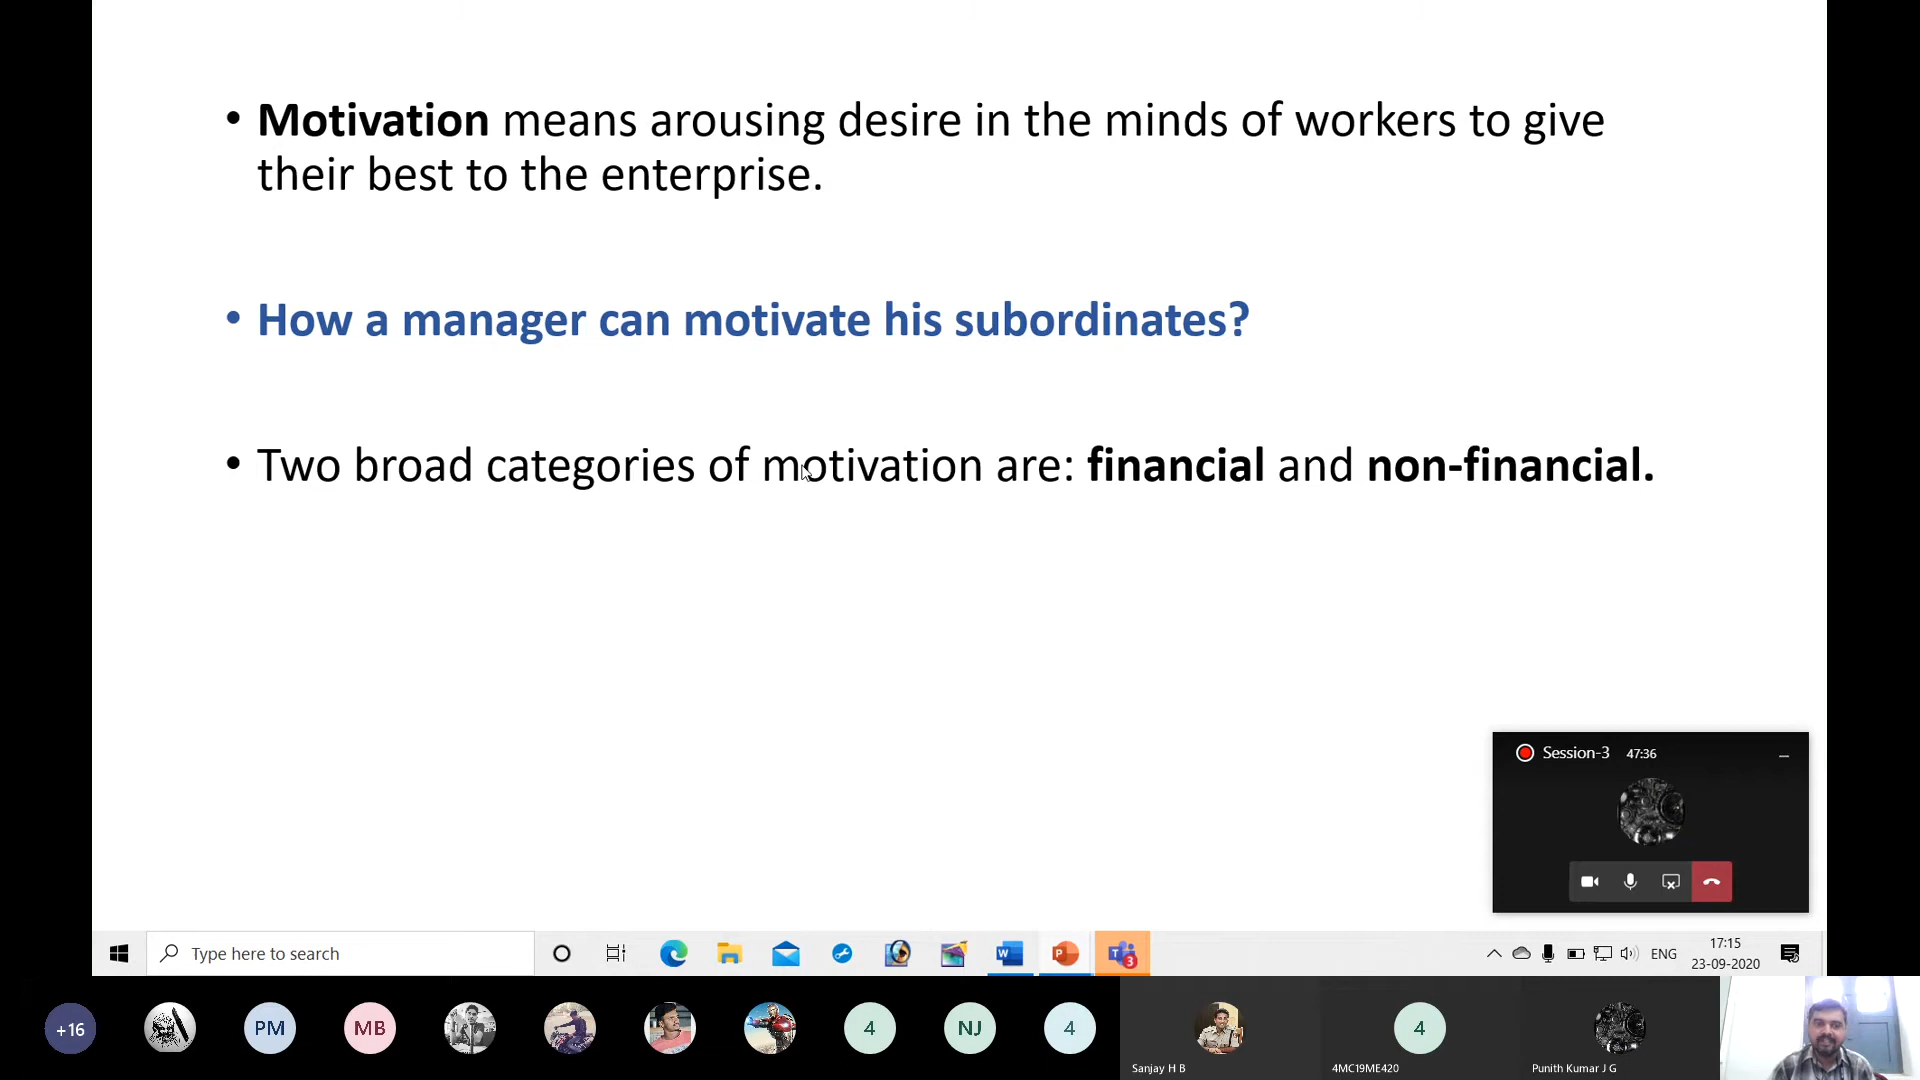 • Motivation means arousing desire in the minds of workers to give
their best to the enterprise.
• How a manager can motivate his subordinates?
• Two broad categories of motivation are: financial and non-financial.
Session-3 47:36
Type here to search
ENG
17:15
23-09-2020
3
+16
PM
MB
4
NJ
4
4
Sanjay H B
4MC19ME420
Punith Kumar J G